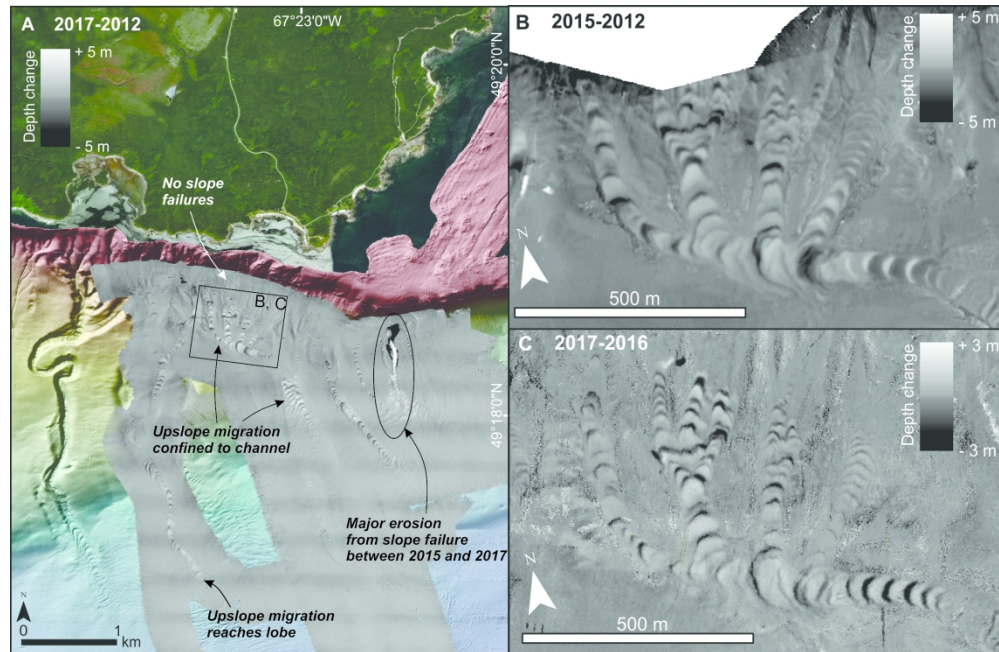 A 2017-2012
67°23'0"W
+ 5 m
Depth change
- 5 m
49°20'0"N
No slope
failures
B, C
Upslope migration
confined to channel
49°18'0"N
Major erosion
from slope failure
between 2015 and 2017
Upslope migration
reaches lobe
N
0 1
km
B 2015-2012
+ 5 m
Depth change
- 5 m
N
500 m
C 2017-2016
+ 3 m
Depth change
- 3 m
N
500 m